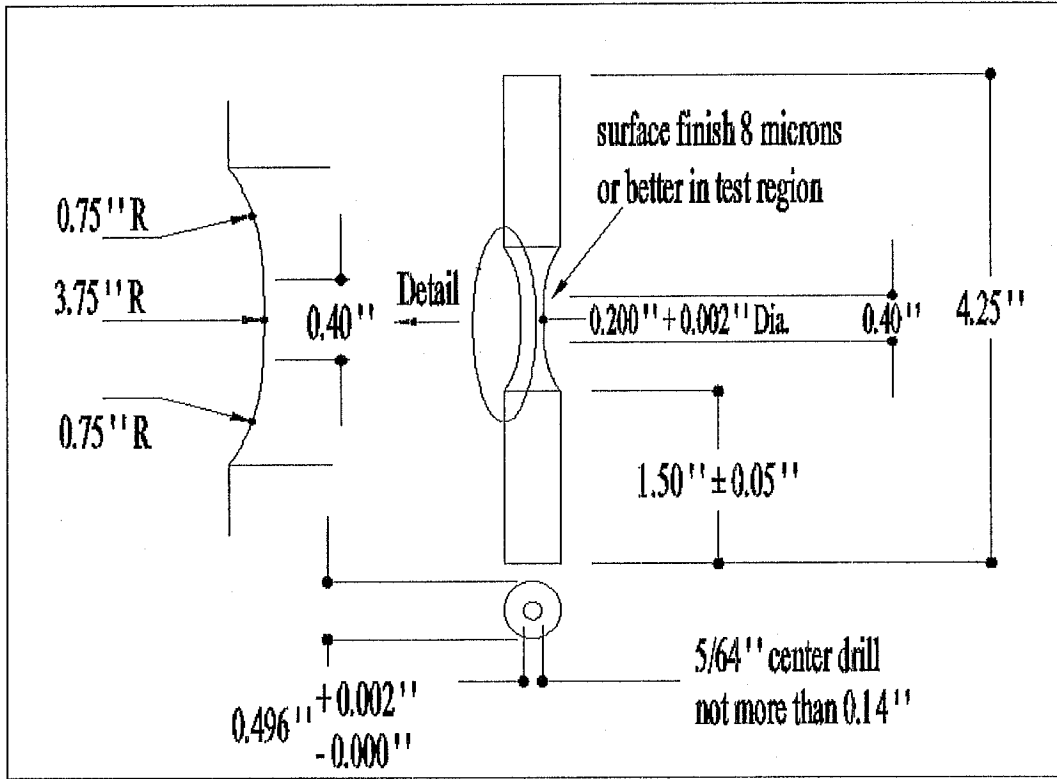 surface finish 8 microns
or better in test region
0.75'' R
3.75'' R
0.75'' R
0.40''
Detail
0.200'' + 0.002'' Dia.
0.40''
4.25''
1.50'' ± 0.05''
0.496'' + 0.002''
- 0.000''
5/64'' center drill
not more than 0.14''